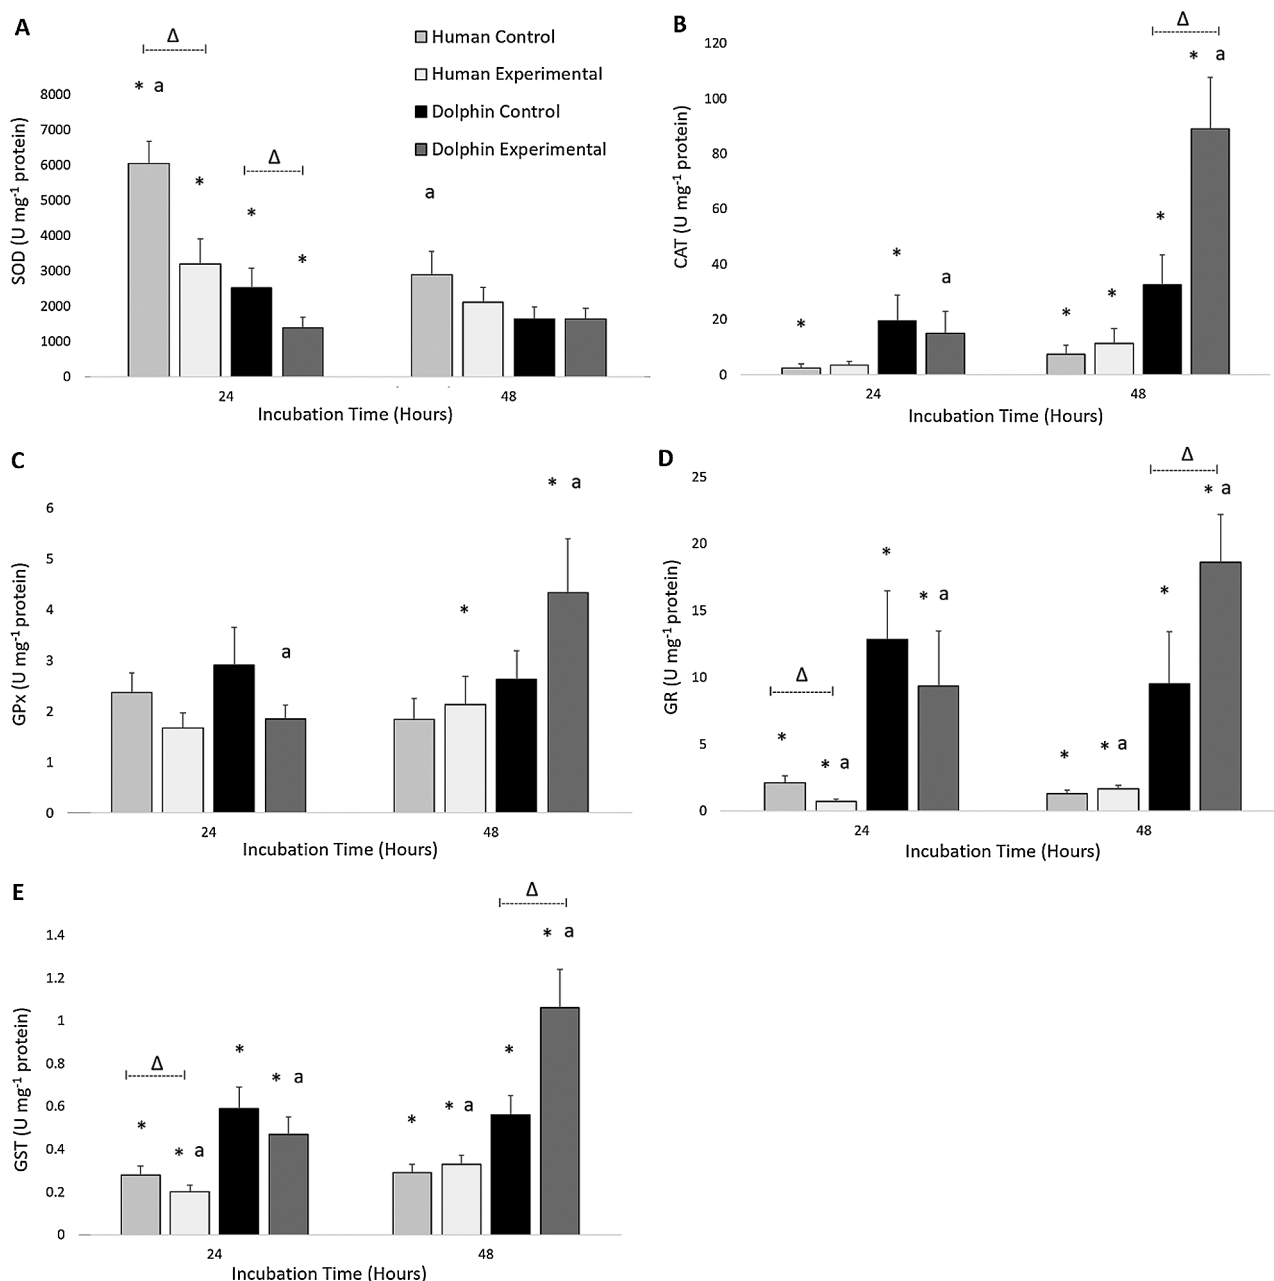 A
Δ
* a
*
*
Δ
*
a
Human Control
Human Experimental
Dolphin Control
Dolphin Experimental
SOD (U mg-1 protein)
8000
7000
6000
5000
4000
3000
2000
1000
0
24
48
Incubation Time (Hours)
B
Δ
* a
*
*
a
*
*
*
CAT (U mg-1 protein)
120
100
80
60
40
20
0
24
48
Incubation Time (Hours)
C
* a
*
a
GPx (U mg-1 protein)
6
5
4
3
2
1
0
24
48
Incubation Time (Hours)
D
Δ
* a
*
* a
*
Δ
*
* a
*
* a
GR (U mg-1 protein)
25
20
15
10
5
0
24
48
Incubation Time (Hours)
E
Δ
* a
*
* a
*
Δ
*
* a
*
* a
GST (U mg-1 protein)
1.4
1.2
1
0.8
0.6
0.4
0.2
0
24
48
Incubation Time (Hours)